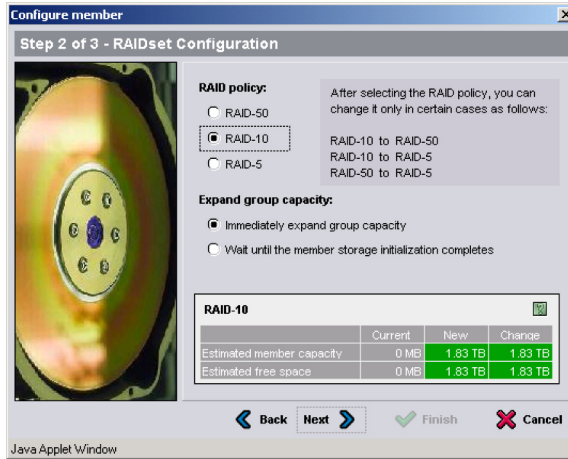 Configure member
Step 2 of 3 - RAIDset Configuration
RAID policy:
RAID-50
RAID-10
RAID-5
After selecting the RAID policy, you can
change it only in certain cases as follows:
RAID-10 to RAID-50
RAID-10 to RAID-5
RAID-50 to RAID-5
Expand group capacity:
Immediately expand group capacity
Wait until the member storage initialization completes
RAID-10
?
Current New Change
Estimated member capacity 0 MB 1.83 TB 1.83 TB
Estimated free space 0 MB 1.83 TB 1.83 TB
Back Next Finish Cancel
Java Applet Window